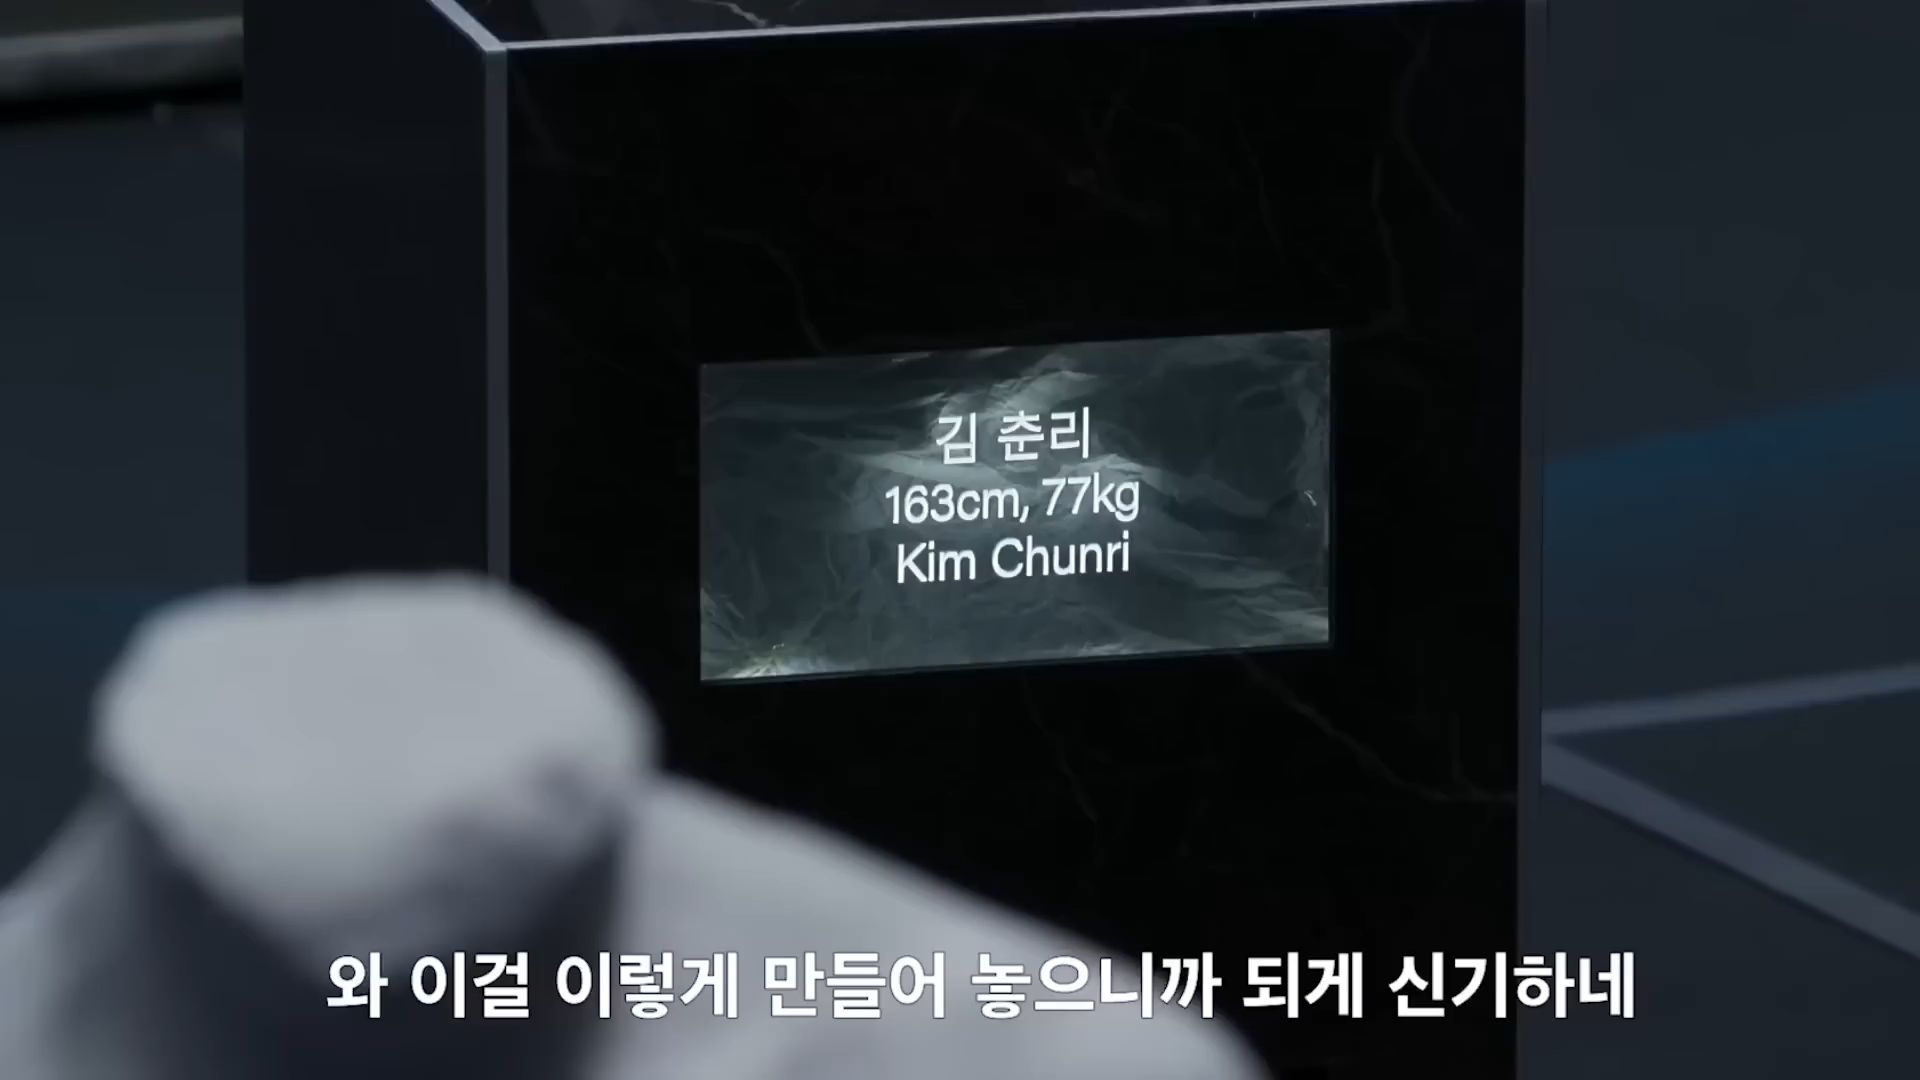 김 춘리
163cm, 77kg
Kim Chunri
와 이걸 이렇게 만들어 놓으니까 되게 신기하네